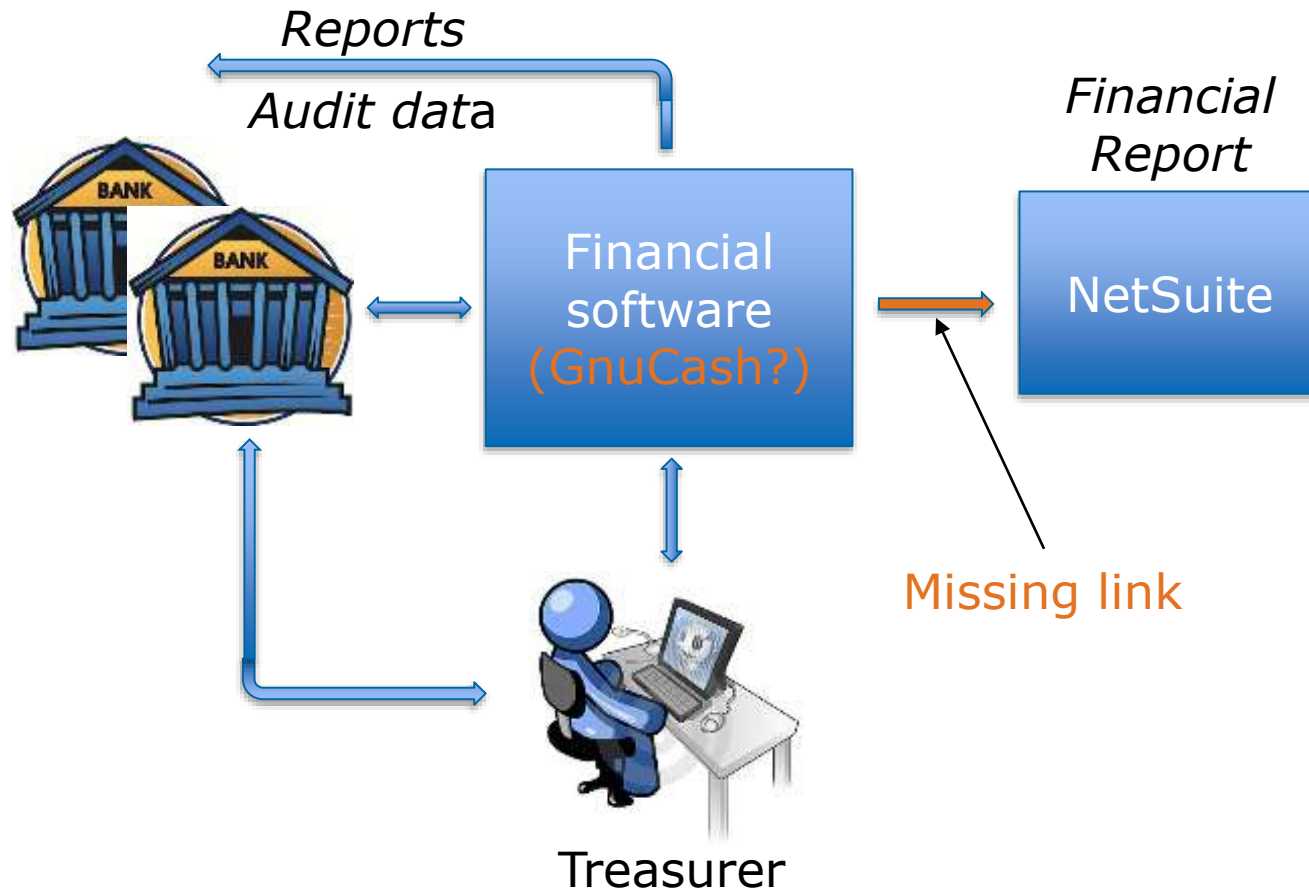 Reports
Audit data
Financial
Report
BANK
BANK
Financial
software
(GnuCash?)
NetSuite
Missing link
Treasurer